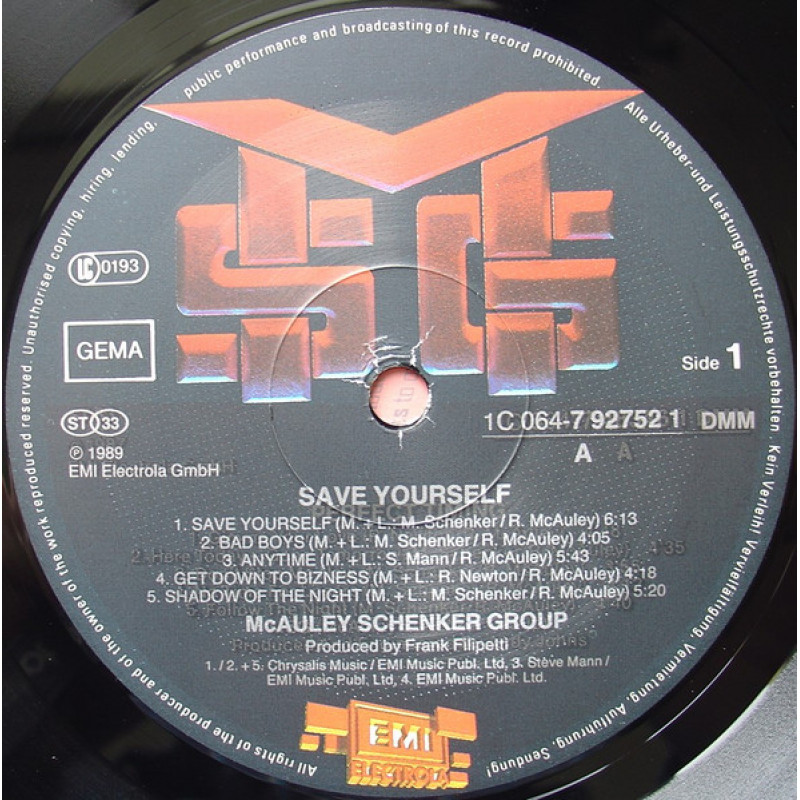 All rights of the producer and of the owner of the work reproduced reserved. Unauthorised copying, hiring, lending, public performance and broadcasting of this record prohibited.
Alle Urheber-und Leistungsschutzrechte vorbehalten. Kein Verleih! Vervielfältigung, Vermietung, Aufführung, Sendung!
LC 0193
GEMA
ST 33
Ⓟ 1989
EMI Electrola GmbH
Side 1
1C 064-7 92752 1 DMM
A A
SAVE YOURSELF
1. SAVE YOURSELF (M. + L.: M. Schenker/R. McAuley) 6:13
2. BAD BOYS (M. + L.: M. Schenker/R. McAuley) 4:05
3. ANYTIME (M. + L.: S. Mann/R. McAuley) 5:43
4. GET DOWN TO BIZNESS (M. + L.: R. Newton/R. McAuley) 4:18
5. SHADOW OF THE NIGHT (M. + L.: M. Schenker/R. McAuley) 5:20
McAULEY SCHENKER GROUP
Produced by Frank Filipetti
1./2. + 5: Chrysalis Music/EMI Music Publ. Ltd, 3. Steve Mann/
EMI Music Publ. Ltd, 4. EMI Music Publ. Ltd.
EMI
ELECTROLA